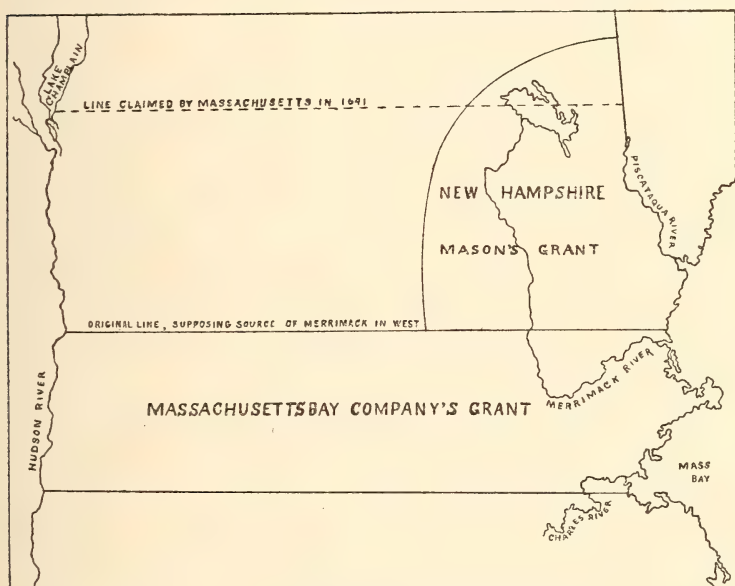 LAKE
CHAMPLAIN
LINE CLAIMED BY MASSACHUSETTS IN 1691
NEW HAMPSHIRE
MASON'S GRANT
PISCATAQUA RIVER
ORIGINAL LINE, SUPPOSING SOURCE OF MERRIMACK IN WEST
MERRIMACK RIVER
MASSACHUSETTSBAY COMPANY'S GRANT
HUDSON RIVER
MASS
BAY
CHARLES RIVER